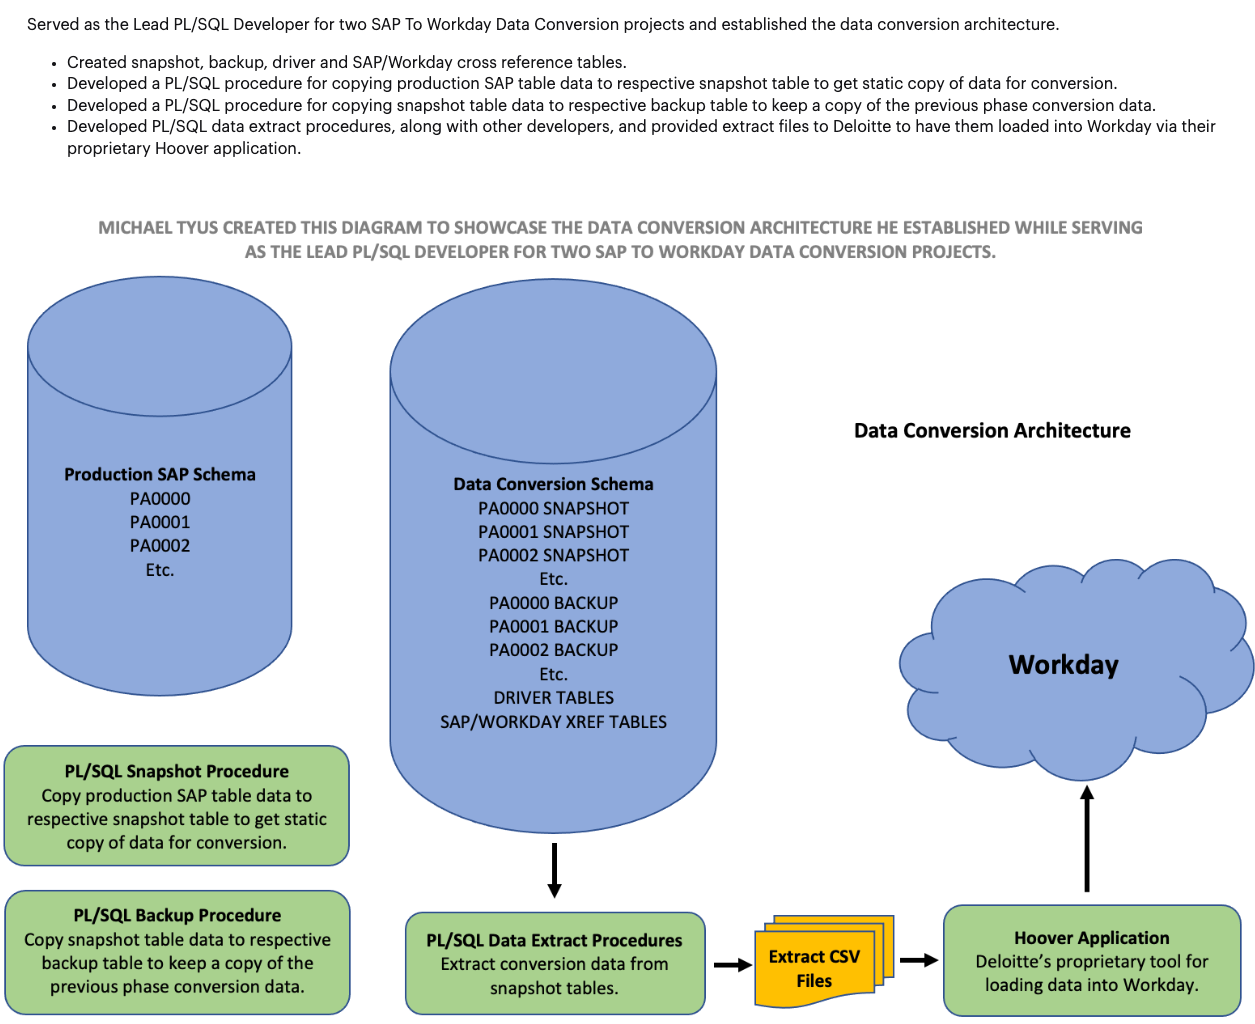 Served as the Lead PL/SQL Developer for two SAP To Workday Data Conversion projects and established the data conversion architecture.
• Created snapshot, backup, driver and SAP/Workday cross reference tables.
• Developed a PL/SQL procedure for copying production SAP table data to respective snapshot table to get static copy of data for conversion.
• Developed a PL/SQL procedure for copying snapshot table data to respective backup table to keep a copy of the previous phase conversion data.
• Developed PL/SQL data extract procedures, along with other developers, and provided extract files to Deloitte to have them loaded into Workday via their
proprietary Hoover application.
MICHAEL TYUS CREATED THIS DIAGRAM TO SHOWCASE THE DATA CONVERSION ARCHITECTURE HE ESTABLISHED WHILE SERVING
AS THE LEAD PL/SQL DEVELOPER FOR TWO SAP TO WORKDAY DATA CONVERSION PROJECTS.
Production SAP Schema
PA0000
PA0001
PA0002
Etc.
Data Conversion Schema
PA0000 SNAPSHOT
PA0001 SNAPSHOT
PA0002 SNAPSHOT
Etc.
PA0000 BACKUP
PA0001 BACKUP
PA0002 BACKUP
Etc.
DRIVER TABLES
SAP/WORKDAY XREF TABLES
Data Conversion Architecture
Workday
PL/SQL Snapshot Procedure
Copy production SAP table data to
respective snapshot table to get static
copy of data for conversion.
PL/SQL Backup Procedure
Copy snapshot table data to respective
backup table to keep a copy of the
previous phase conversion data.
PL/SQL Data Extract Procedures
Extract conversion data from
snapshot tables.
Extract CSV
Files
Hoover Application
Deloitte's proprietary tool for
loading data into Workday.